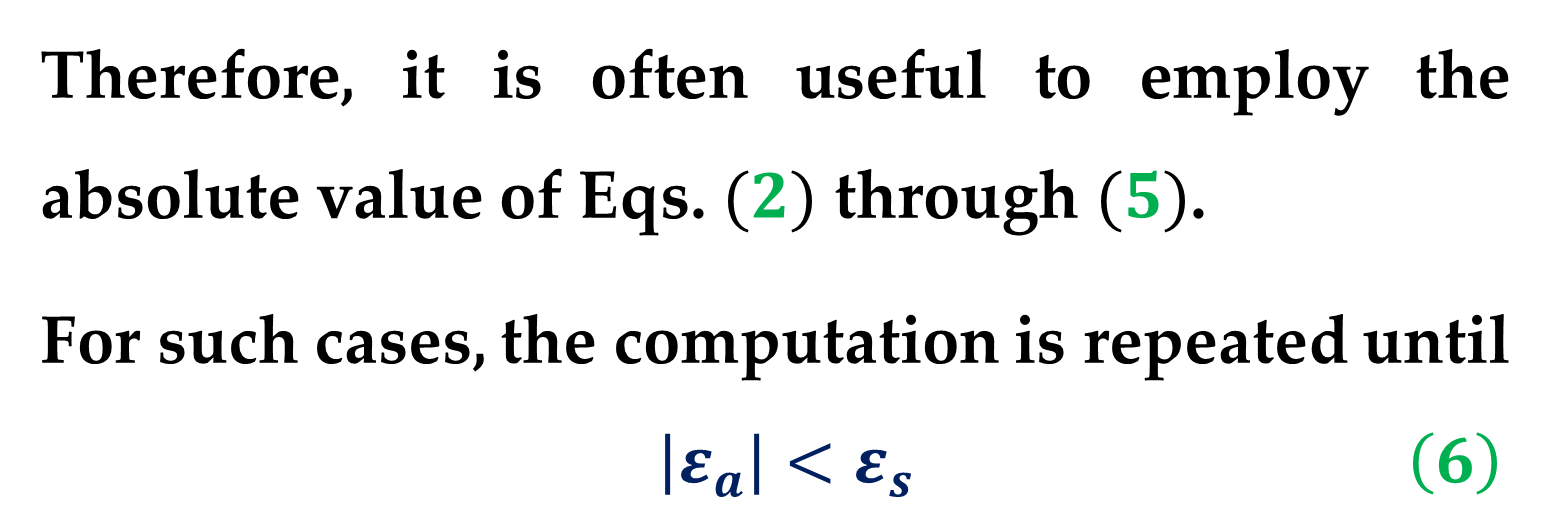 Therefore, it is often useful to employ the
absolute value of Eqs. (2) through (5).
For such cases, the computation is repeated until
|εₐ| < εₛ (6)